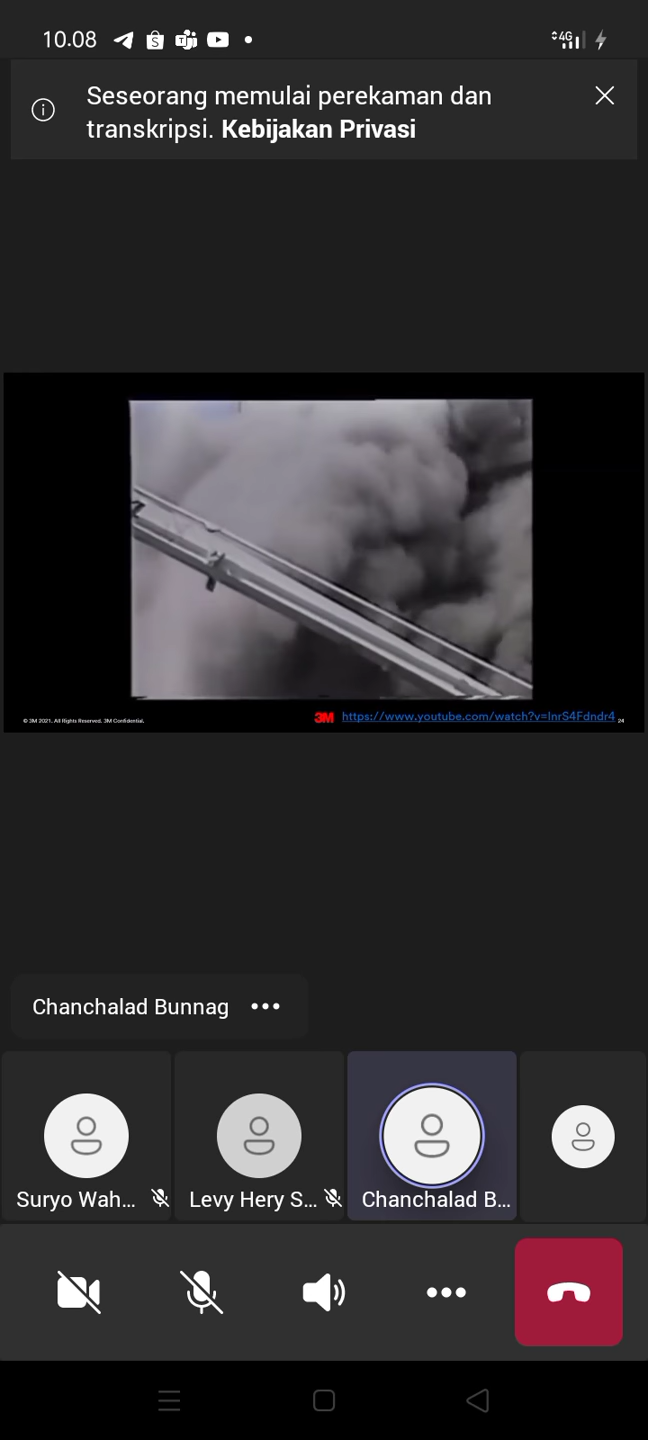 10.08
4G
Seseorang memulai perekaman dan
transkripsi. Kebijakan Privasi
© 3M 2021. All Rights Reserved. 3M Confidential.
3M https://www.youtube.com/watch?v=lnrS4Fdndr4 24
Chanchalad Bunnag
Suryo Wah...
Levy Hery S...
Chanchalad B...